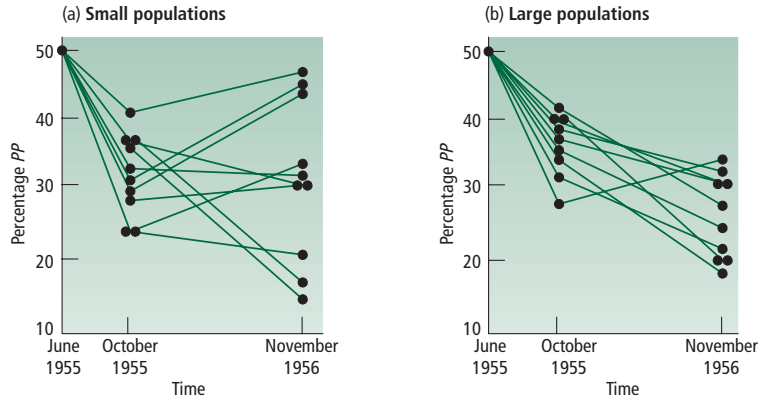 (a) Small populations
50
40
30
20
10
Percentage PP
June
1955
October
1955
November
1956
Time
(b) Large populations
50
40
30
20
10
Percentage PP
June
1955
October
1955
November
1956
Time